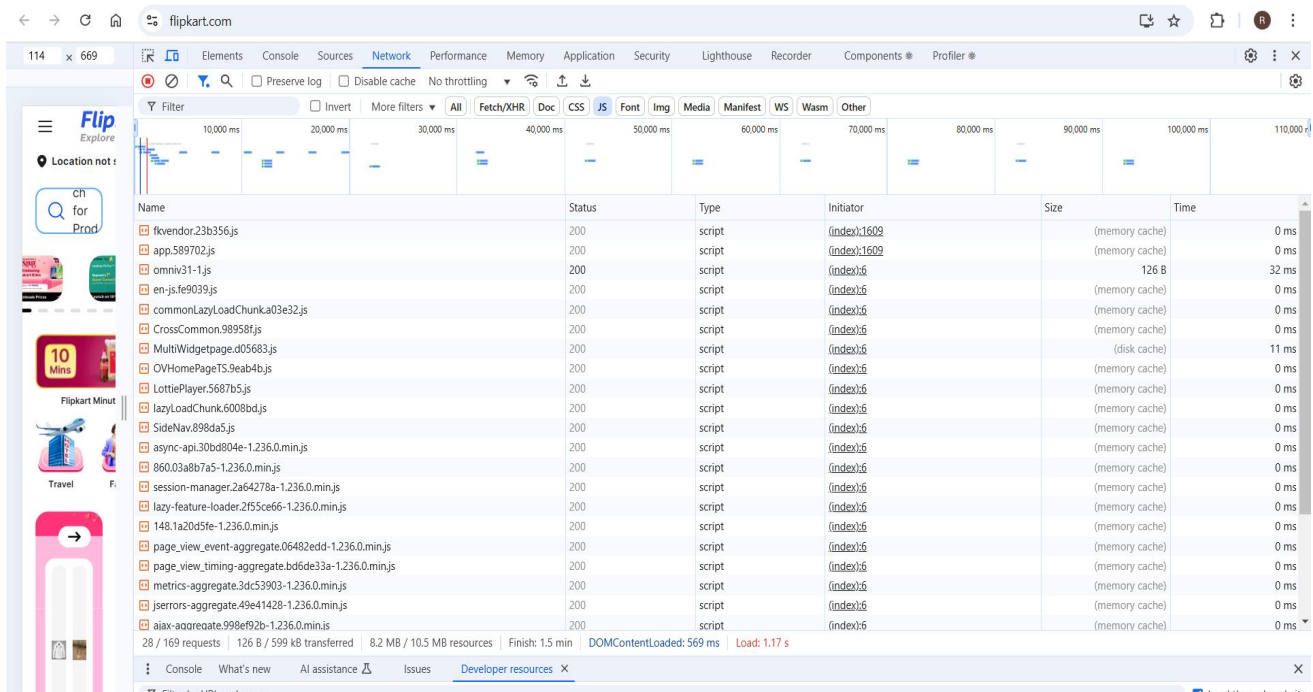 flipkart.com
R
114 x 669
Elements Console Sources Network Performance Memory Application Security Lighthouse Recorder Components Profiler
Preserve log Disable cache No throttling
Filter Invert More filters All Fetch/XHR Doc CSS JS Font Img Media Manifest WS Wasm Other
10,000 ms 20,000 ms 30,000 ms 40,000 ms 50,000 ms 60,000 ms 70,000 ms 80,000 ms 90,000 ms 100,000 ms 110,000
Flip
Explore
Location not
ch
for
Prod
10
Mins
Flipkart Minut
Travel
Name Status Type Initiator Size Time
fkvendor.23b356.js 200 script (index):1609 (memory cache) 0 ms
app.589702.js 200 script (index):1609 (memory cache) 0 ms
omniv31-1.js 200 script (index):6 126 B 32 ms
en-js.fe9039.js 200 script (index):6 (memory cache) 0 ms
commonLazyLoadChunk.a03e32.js 200 script (index):6 (memory cache) 0 ms
CrossCommon.98958f.js 200 script (index):6 (memory cache) 0 ms
MultiWidgetpage.d05683.js 200 script (index):6 (disk cache) 11 ms
OVHomePageTS.9eab4b.js 200 script (index):6 (memory cache) 0 ms
LottiePlayer.5687b5.js 200 script (index):6 (memory cache) 0 ms
lazyLoadChunk.6008bd.js 200 script (index):6 (memory cache) 0 ms
SideNav.898da5.js 200 script (index):6 (memory cache) 0 ms
async-api.30bd804e-1.236.0.min.js 200 script (index):6 (memory cache) 0 ms
860.03a8b7a5-1.236.0.min.js 200 script (index):6 (memory cache) 0 ms
session-manager.2a64278a-1.236.0.min.js 200 script (index):6 (memory cache) 0 ms
lazy-feature-loader.2f55ce66-1.236.0.min.js 200 script (index):6 (memory cache) 0 ms
148.1a20d5fe-1.236.0.min.js 200 script (index):6 (memory cache) 0 ms
page_view_event-aggregate.06482edd-1.236.0.min.js 200 script (index):6 (memory cache) 0 ms
page_view_timing-aggregate.bd6de33a-1.236.0.min.js 200 script (index):6 (memory cache) 0 ms
metrics-aggregate.3dc53903-1.236.0.min.js 200 script (index):6 (memory cache) 0 ms
jserrors-aggregate.49e41428-1.236.0.min.js 200 script (index):6 (memory cache) 0 ms
ajax-aggregate.998ef92b-1.236.0.min.js 200 script (index):6 (memory cache) 0 ms
28 / 169 requests 126 B / 599 kB transferred 8.2 MB / 10.5 MB resources Finish: 1.5 min DOMContentLoaded: 569 ms Load: 1.17 s
Console What's new AI assistance Issues Developer resources